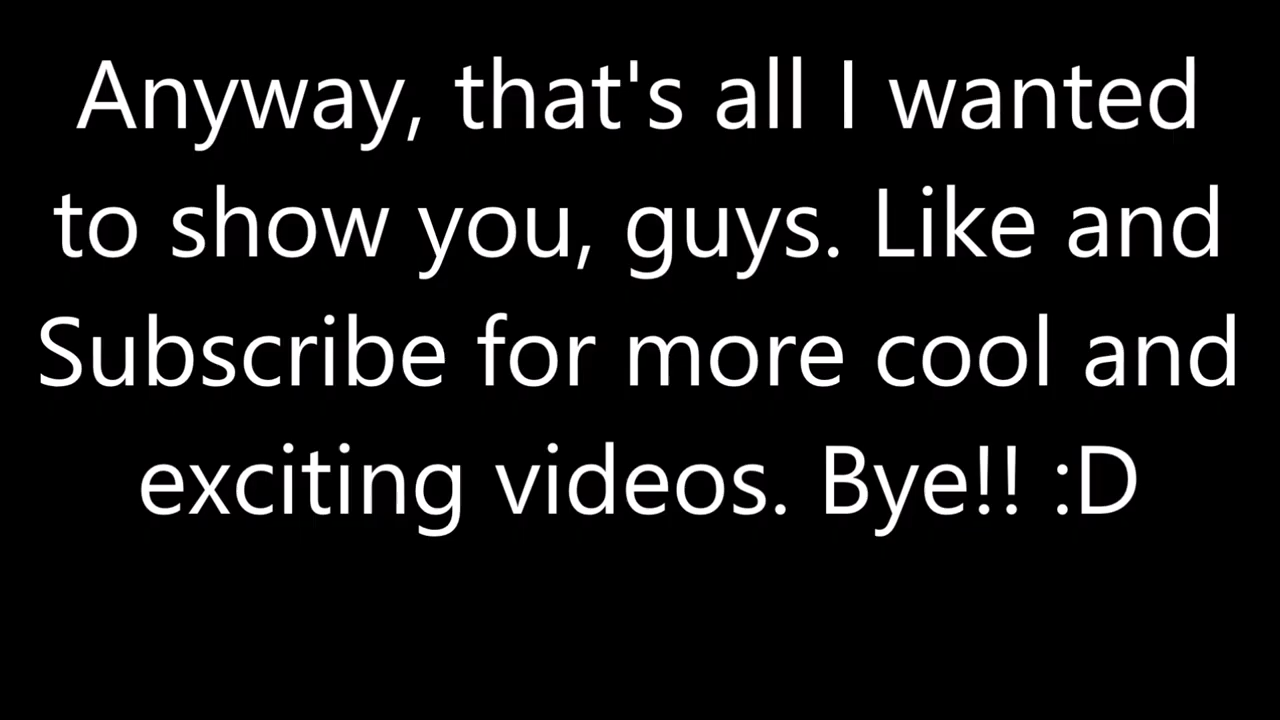 Anyway, that's all I wanted
to show you, guys. Like and
Subscribe for more cool and
exciting videos. Bye!! :D